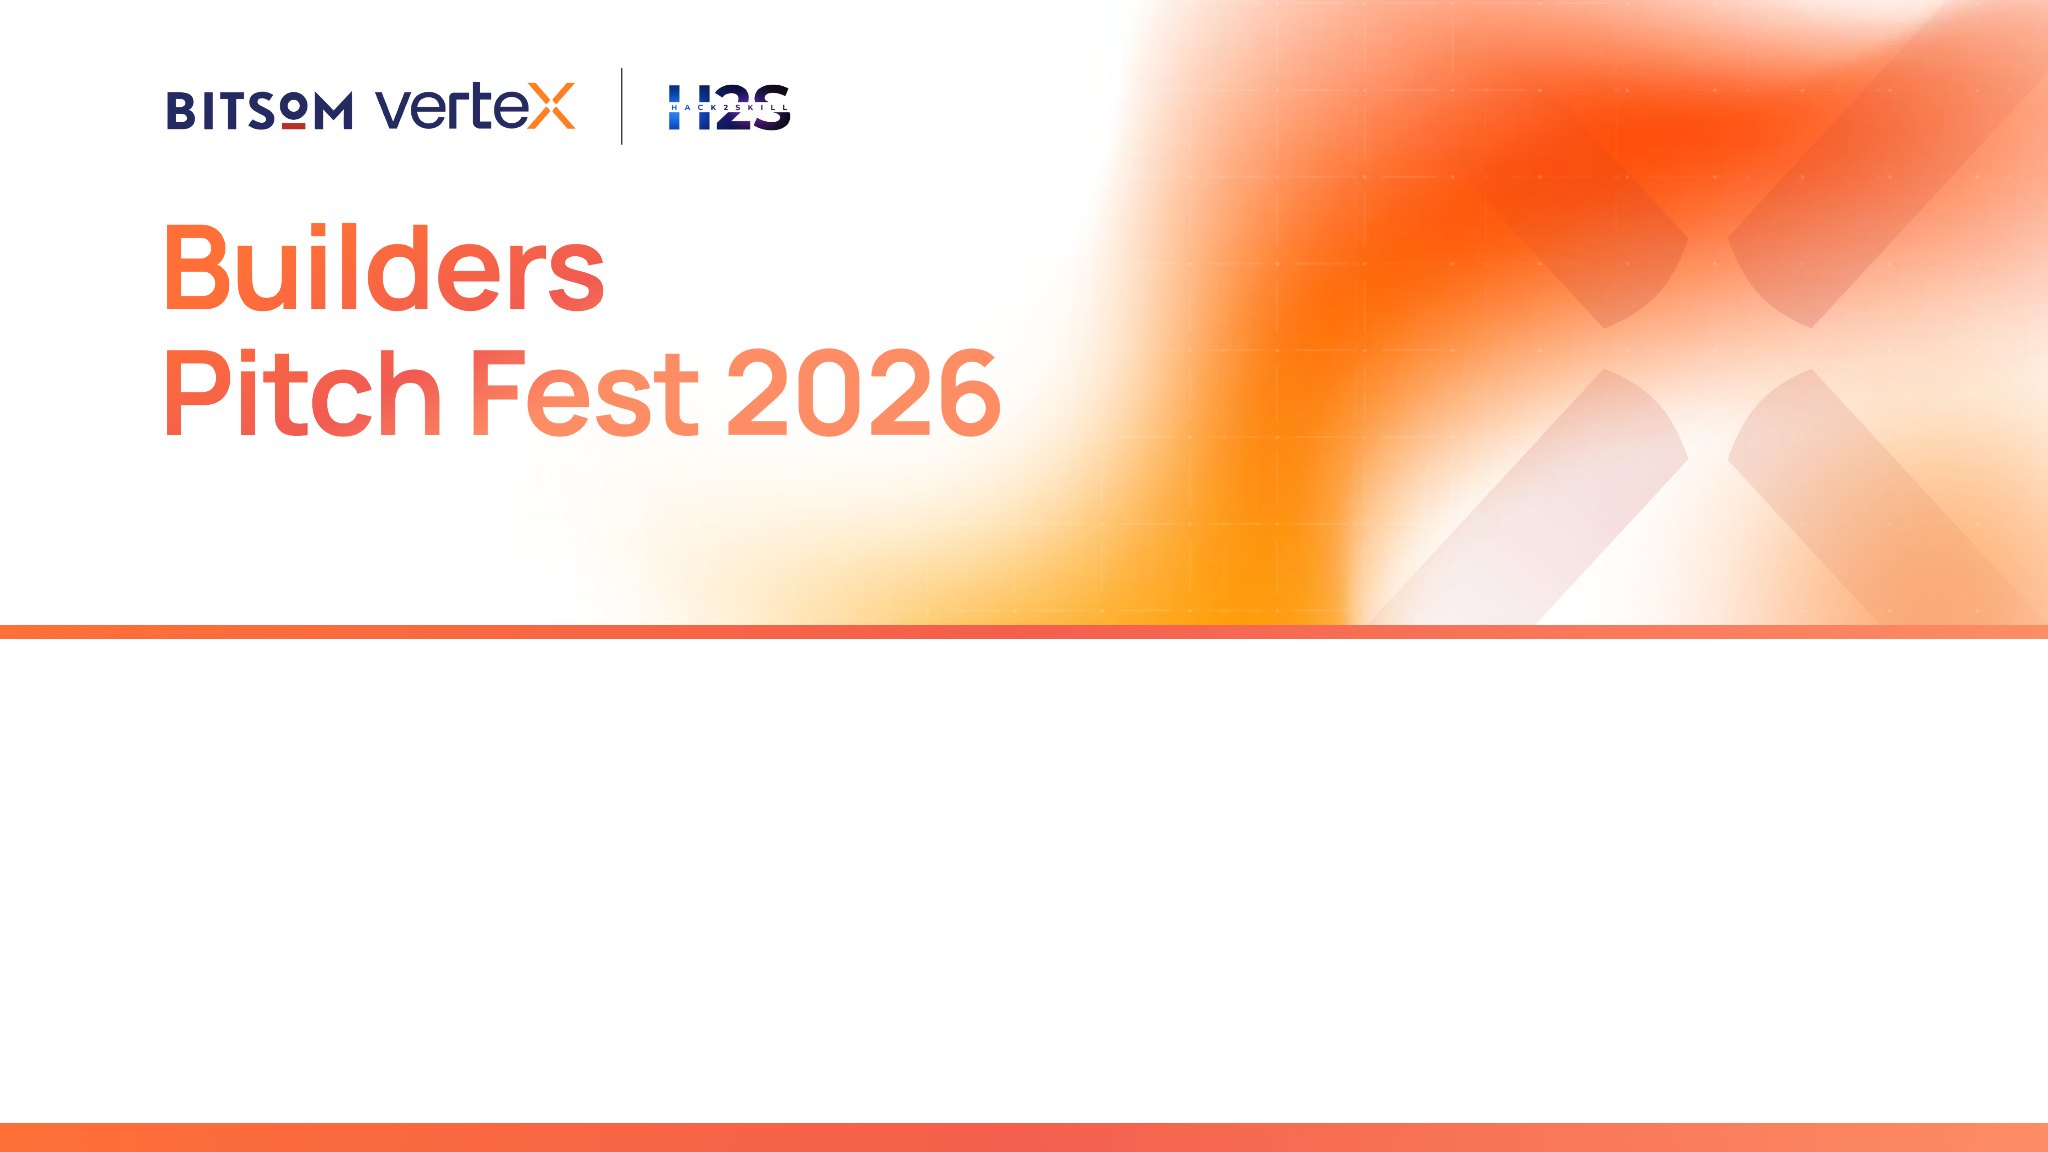 BITSOM verteX H2S
HACK2SKILL
Builders
Pitch Fest 2026